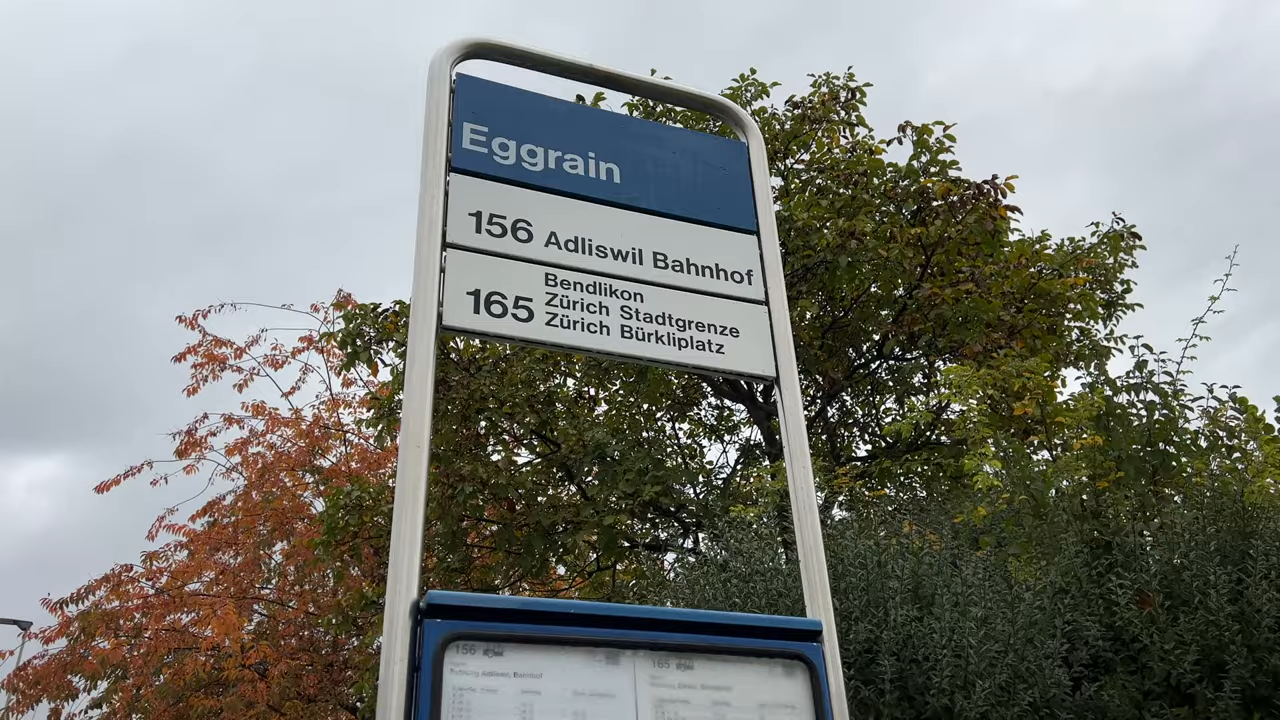 Eggrain
156 Adliswil Bahnhof
165 Bendlikon
Zürich Stadtgrenze
Zürich Bürkliplatz
156
165